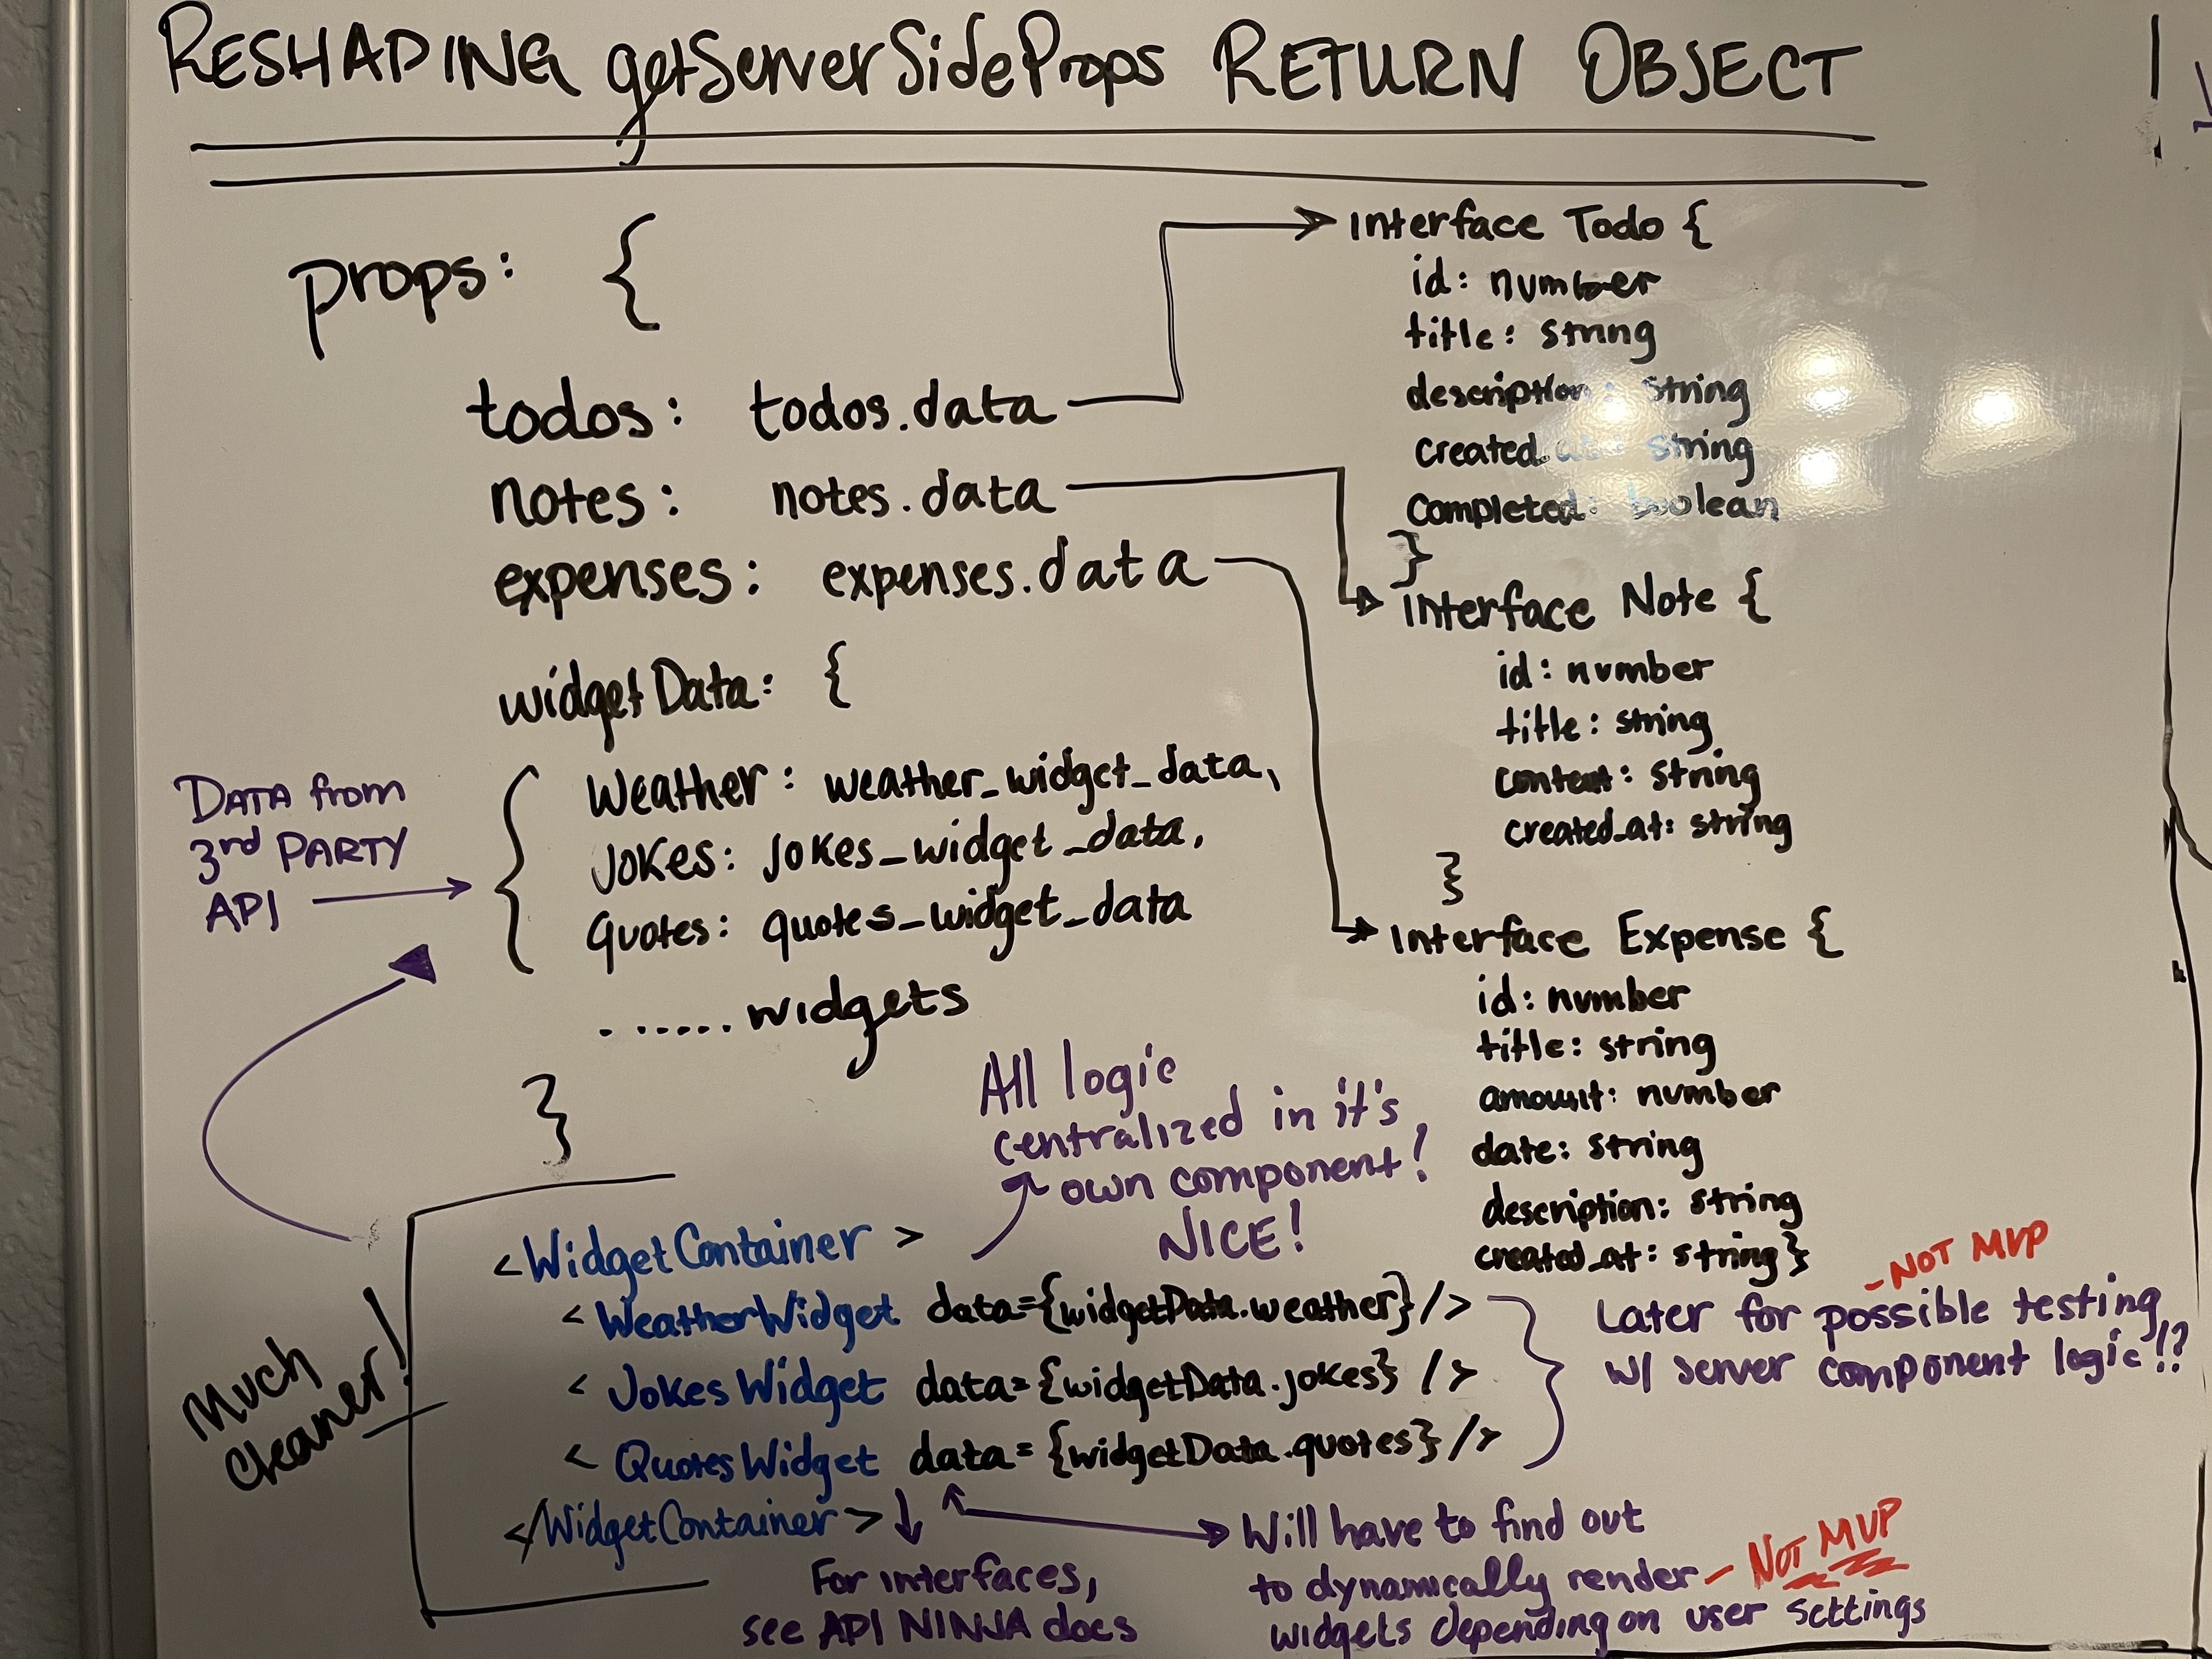 RESHAPING getServerSideProps RETURN OBJECT
props: {
todos: todos.data
notes: notes.data
expenses: expenses.data
widgetData: {
Weather: weather_widget_data,
Jokes: jokes_widget_data,
Quotes: quotes_widget_data
.......widgets
}
DATA from
3rd PARTY
API
Interface Todo {
id: number
title: string
description: string
created_at: string
Completed: boolean
}
Interface Note {
id: number
title: string
content: string
created_at: string
}
Interface Expense {
id: number
title: string
amount: number
date: string
description: string
created_at: string}
All logic
centralized in it's
own component!
NICE!
Much
cleaner!
<WidgetContainer >
<WeatherWidget data={widgetData.weather} />
<JokesWidget data={widgetData.jokes} />
<QuotesWidget data={widgetData.quotes} />
</WidgetContainer>
- NOT MVP
Later for possible testing
w/ server component logic!!?
For interfaces,
see API NINJA docs
Will have to find out
to dynamically render - NOT MVP
widgets depending on user settings